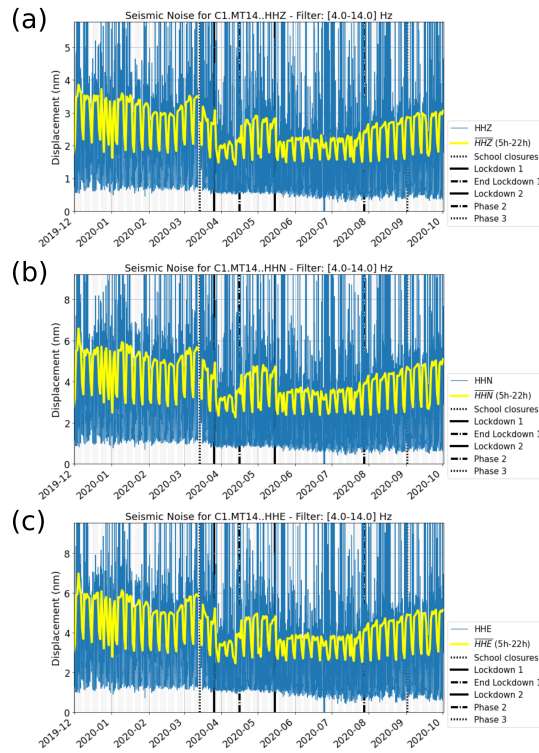 (a)
Seismic Noise for C1.MT14..HHZ - Filter: [4.0-14.0] Hz
Displacement (nm)
5
4
3
2
1
0
2019-12
2020-01
2020-02
2020-03
2020-04
2020-05
2020-06
2020-07
2020-08
2020-09
2020-10
HHZ
HHZ (5h-22h)
School closures
Lockdown 1
End Lockdown 1
Lockdown 2
Phase 2
Phase 3
(b)
Seismic Noise for C1.MT14..HHN - Filter: [4.0-14.0] Hz
Displacement (nm)
8
6
4
2
0
2019-12
2020-01
2020-02
2020-03
2020-04
2020-05
2020-06
2020-07
2020-08
2020-09
2020-10
HHN
HHN (5h-22h)
School closures
Lockdown 1
End Lockdown 1
Lockdown 2
Phase 2
Phase 3
(c)
Seismic Noise for C1.MT14..HHE - Filter: [4.0-14.0] Hz
Displacement (nm)
8
6
4
2
0
2019-12
2020-01
2020-02
2020-03
2020-04
2020-05
2020-06
2020-07
2020-08
2020-09
2020-10
HHE
HHE (5h-22h)
School closures
Lockdown 1
End Lockdown 1
Lockdown 2
Phase 2
Phase 3